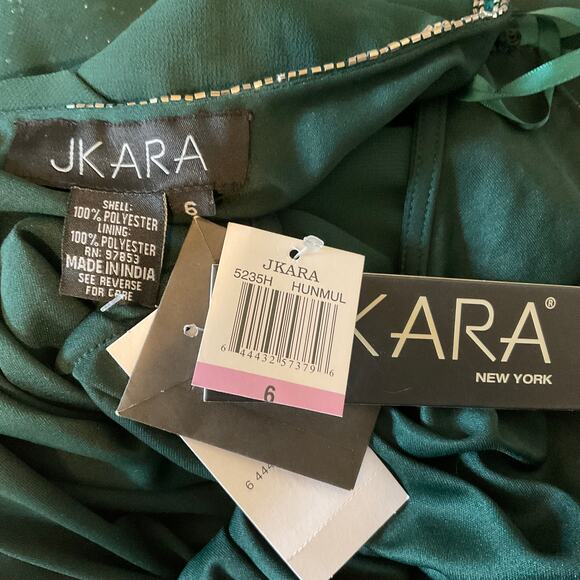 JKARA
SHELL:
100% POLYESTER
LINING:
100% POLYESTER
RN: 97853
MADE IN INDIA
SEE REVERSE
FOR CARE
6
JKARA
5235H HUNMUL
6 44432 57379 6
6
KARA®
NEW YORK
6 444